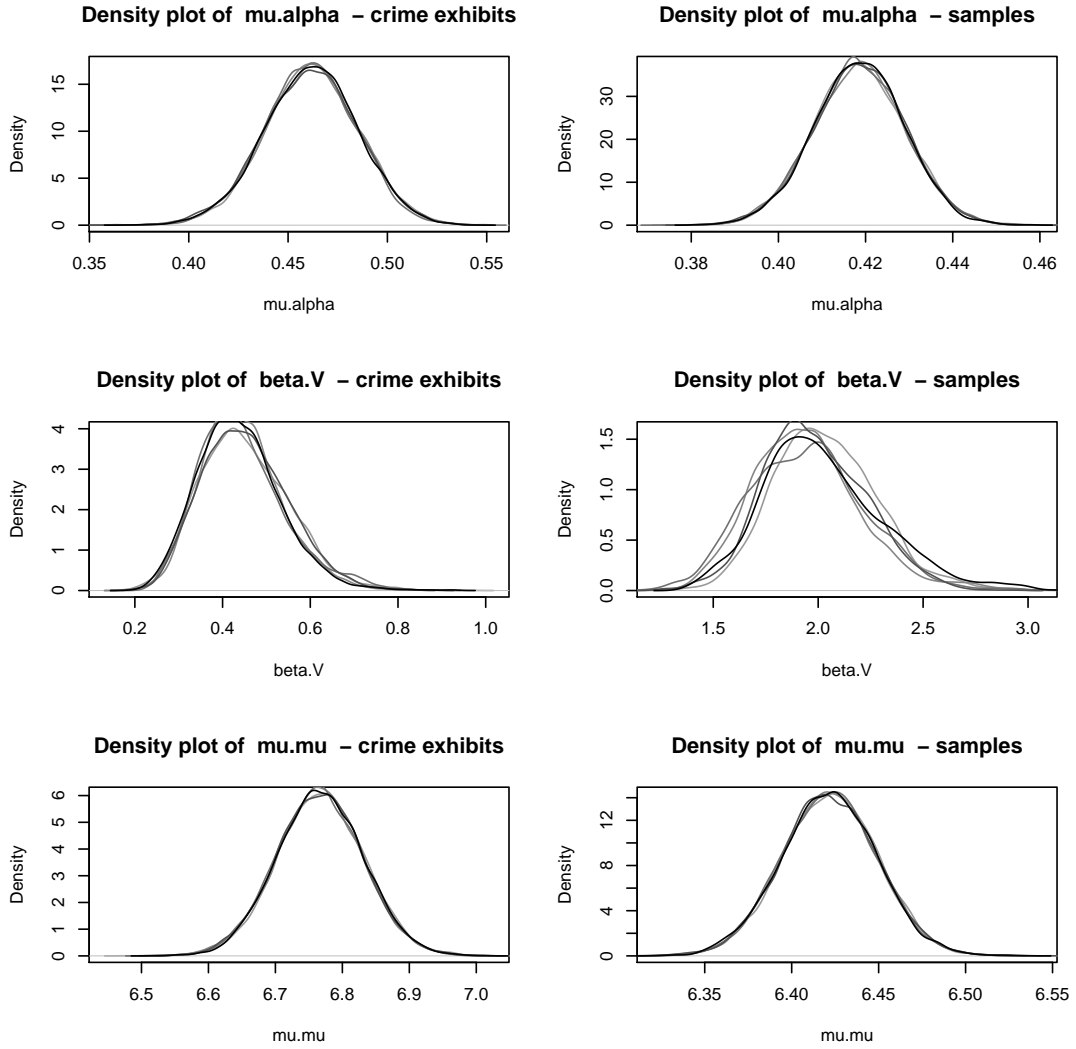 Density plot of mu.alpha – crime exhibits
Density
15
10
5
0
0.35 0.40 0.45 0.50 0.55
mu.alpha
Density plot of mu.alpha – samples
Density
30
20
10
0
0.38 0.40 0.42 0.44 0.46
mu.alpha
Density plot of beta.V – crime exhibits
Density
4
3
2
1
0
0.2 0.4 0.6 0.8 1.0
beta.V
Density plot of beta.V – samples
Density
1.5
1.0
0.5
0.0
1.5 2.0 2.5 3.0
beta.V
Density plot of mu.mu – crime exhibits
Density
6
5
4
3
2
1
0
6.5 6.6 6.7 6.8 6.9 7.0
mu.mu
Density plot of mu.mu – samples
Density
12
8
4
0
6.35 6.40 6.45 6.50 6.55
mu.mu